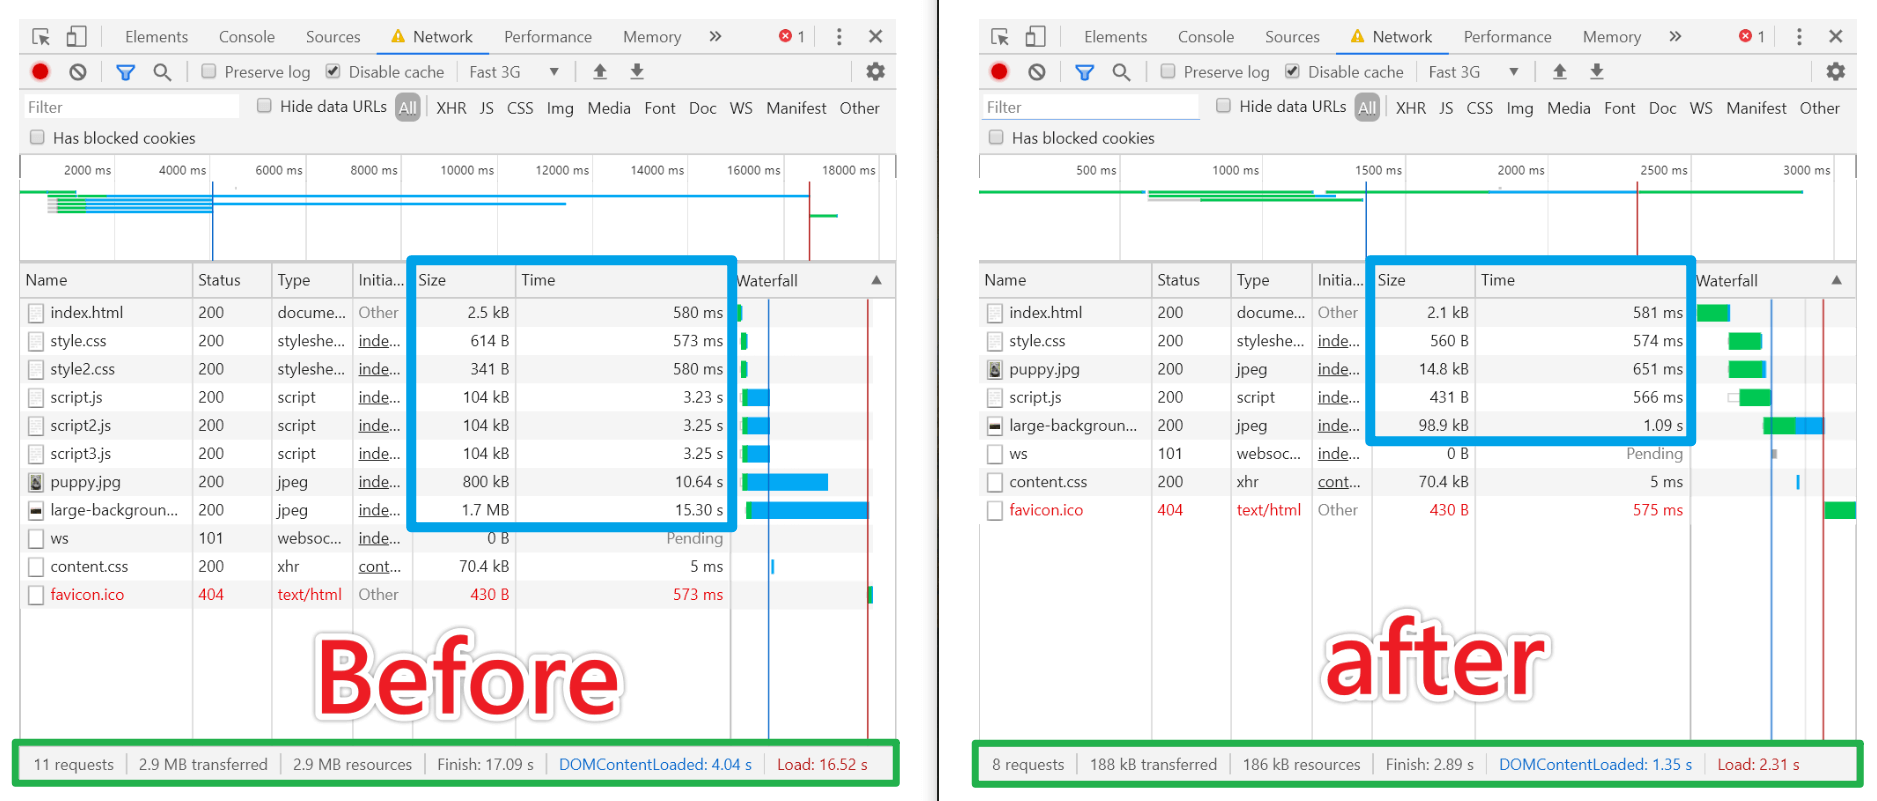 Elements Console Sources Network Performance Memory » 1
Preserve log Disable cache Fast 3G ▼
Filter Hide data URLs All XHR JS CSS Img Media Font Doc WS Manifest Other
Has blocked cookies
2000 ms 4000 ms 6000 ms 8000 ms 10000 ms 12000 ms 14000 ms 16000 ms 18000 ms
Name Status Type Initia... Size Time Waterfall ▲
index.html 200 docume... Other 2.5 kB 580 ms
style.css 200 styleshe... inde... 614 B 573 ms
style2.css 200 styleshe... inde... 341 B 580 ms
script.js 200 script inde... 104 kB 3.23 s
script2.js 200 script inde... 104 kB 3.25 s
script3.js 200 script inde... 104 kB 3.25 s
puppy.jpg 200 jpeg inde... 800 kB 10.64 s
large-backgroun... 200 jpeg inde... 1.7 MB 15.30 s
ws 101 websoc... inde... 0 B Pending
content.css 200 xhr cont... 70.4 kB 5 ms
favicon.ico 404 text/html Other 430 B 573 ms
Before
11 requests 2.9 MB transferred 2.9 MB resources Finish: 17.09 s DOMContentLoaded: 4.04 s Load: 16.52 s
Elements Console Sources Network Performance Memory » 1
Preserve log Disable cache Fast 3G ▼
Filter Hide data URLs All XHR JS CSS Img Media Font Doc WS Manifest Other
Has blocked cookies
500 ms 1000 ms 1500 ms 2000 ms 2500 ms 3000 ms
Name Status Type Initia... Size Time Waterfall ▲
index.html 200 docume... Other 2.1 kB 581 ms
style.css 200 styleshe... inde... 560 B 574 ms
puppy.jpg 200 jpeg inde... 14.8 kB 651 ms
script.js 200 script inde... 431 B 566 ms
large-backgroun... 200 jpeg inde... 98.9 kB 1.09 s
ws 101 websoc... inde... 0 B Pending
content.css 200 xhr cont... 70.4 kB 5 ms
favicon.ico 404 text/html Other 430 B 575 ms
after
8 requests 188 kB transferred 186 kB resources Finish: 2.89 s DOMContentLoaded: 1.35 s Load: 2.31 s